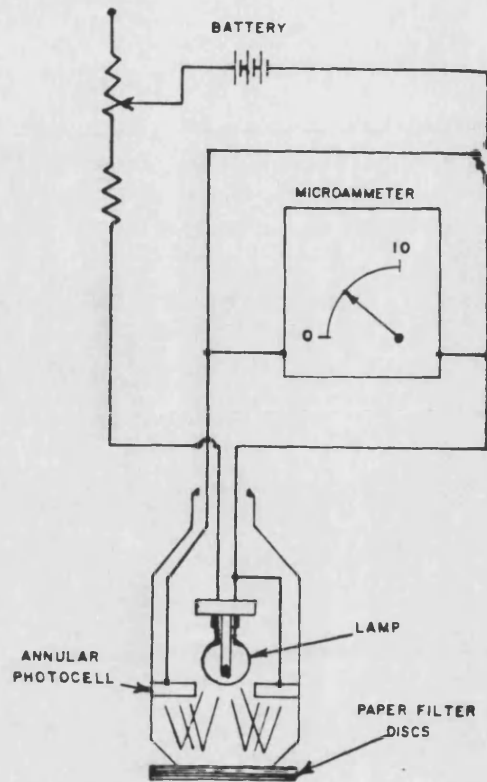 BATTERY
MICROAMMETER
10
0
LAMP
ANNULAR
PHOTOCELL
PAPER FILTER
DISCS